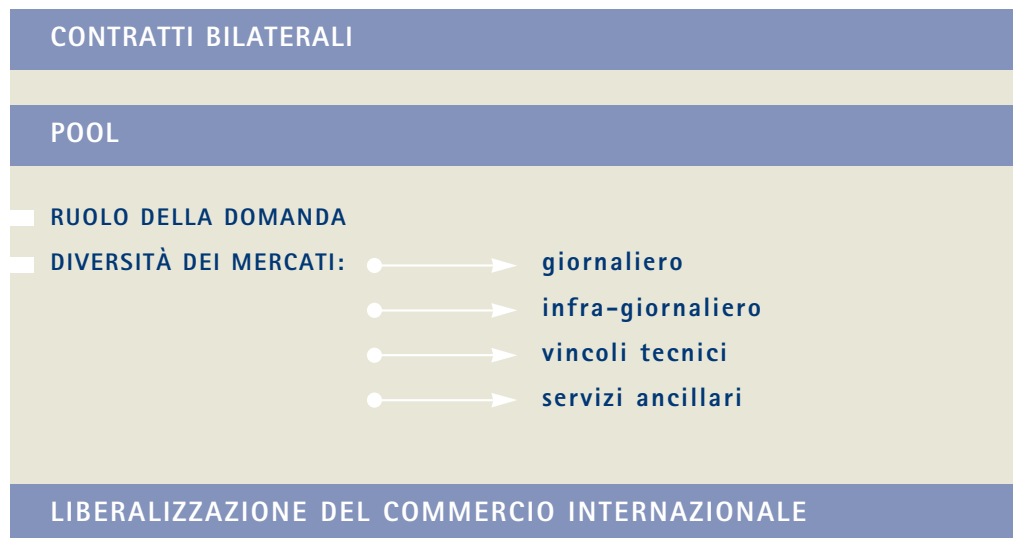 CONTRATTI BILATERALI
POOL
RUOLO DELLA DOMANDA
DIVERSITÀ DEI MERCATI:
giornaliero
infra-giornaliero
vincoli tecnici
servizi ancillari
LIBERALIZZAZIONE DEL COMMERCIO INTERNAZIONALE